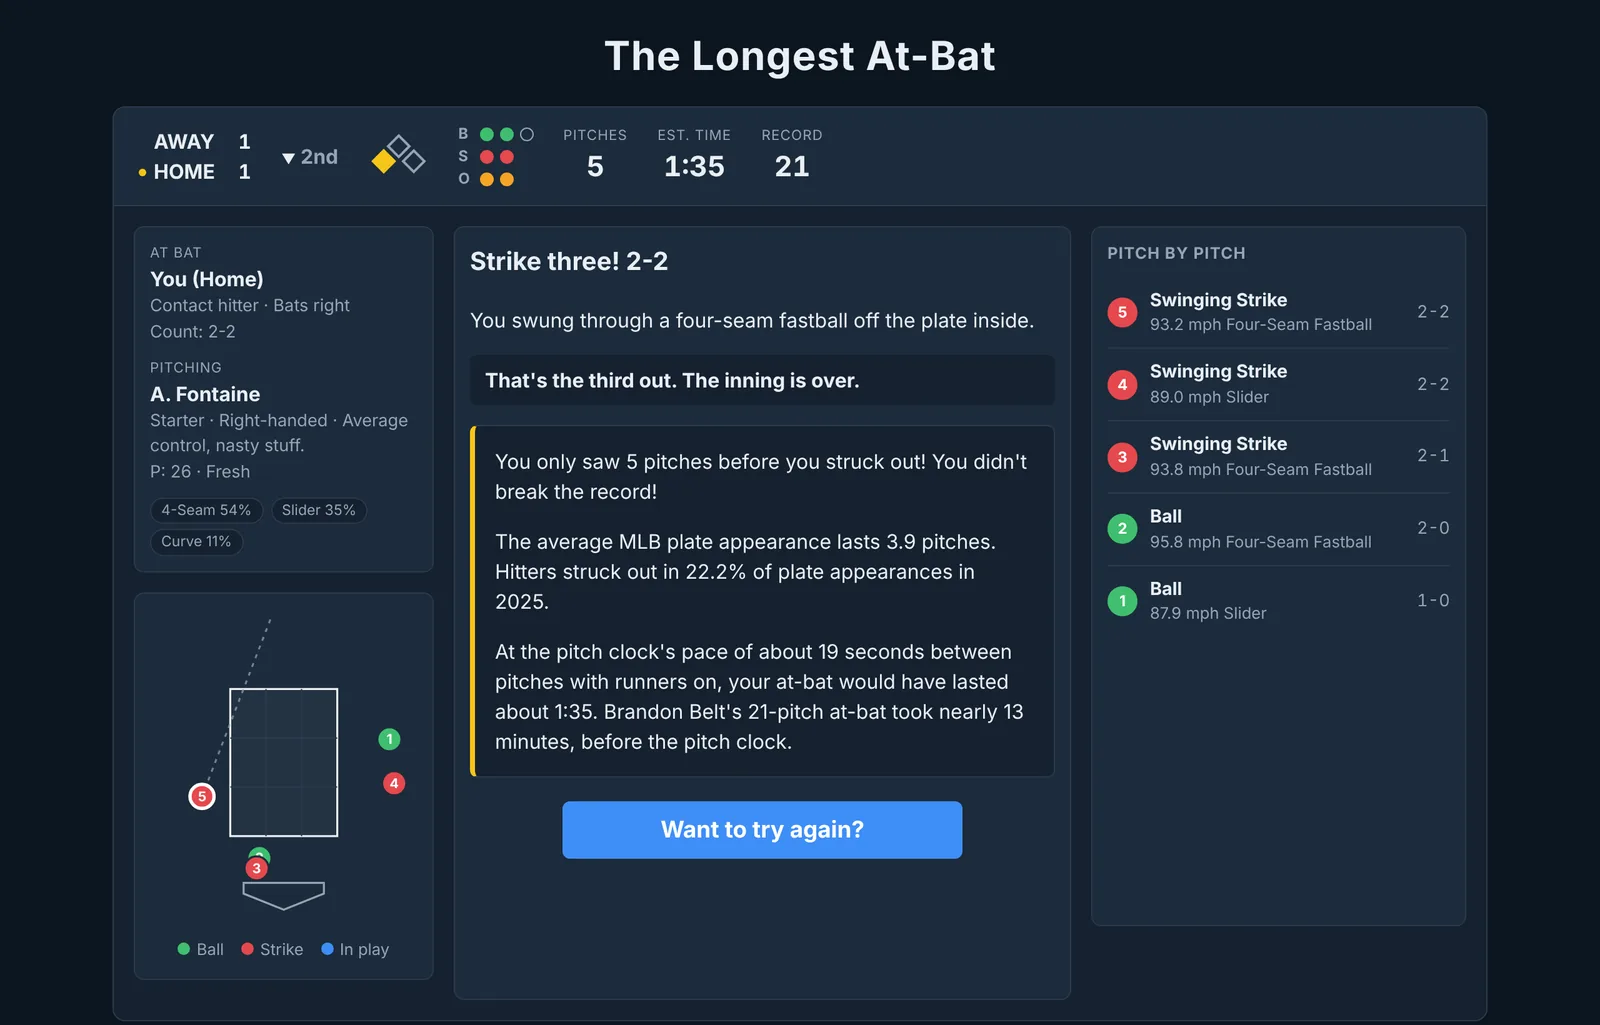 The Longest At-Bat
AWAY 1
HOME 1
▼ 2nd
B
S
O
PITCHES
5
EST. TIME
1:35
RECORD
21
AT BAT
You (Home)
Contact hitter · Bats right
Count: 2-2
PITCHING
A. Fontaine
Starter · Right-handed · Average
control, nasty stuff.
P: 26 · Fresh
4-Seam 54%
Slider 35%
Curve 11%
1
4
5
3
Ball
Strike
In play
Strike three! 2-2
You swung through a four-seam fastball off the plate inside.
That's the third out. The inning is over.
You only saw 5 pitches before you struck out! You didn't
break the record!
The average MLB plate appearance lasts 3.9 pitches.
Hitters struck out in 22.2% of plate appearances in
2025.
At the pitch clock's pace of about 19 seconds between
pitches with runners on, your at-bat would have lasted
about 1:35. Brandon Belt's 21-pitch at-bat took nearly 13
minutes, before the pitch clock.
Want to try again?
PITCH BY PITCH
5 Swinging Strike 2-2
93.2 mph Four-Seam Fastball
4 Swinging Strike 2-2
89.0 mph Slider
3 Swinging Strike 2-1
93.8 mph Four-Seam Fastball
2 Ball 2-0
95.8 mph Four-Seam Fastball
1 Ball 1-0
87.9 mph Slider